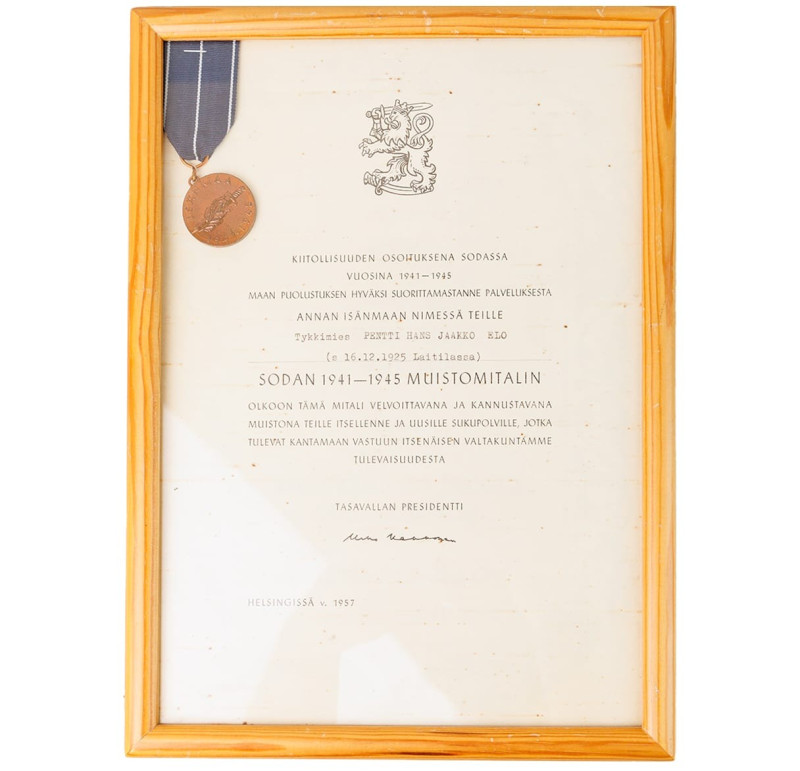 KIITOLLISUUDEN OSOITUKSENA SODASSA
VUOSINA 1941—1945
MAAN PUOLUSTUKSEN HYVÄKSI SUORITTAMASTANNE PALVELUKSESTA
ANNAN ISÄNMAAN NIMESSÄ TEILLE
Tykkimies PENTTI HANS JAAKKO ELO
(s 16.12.1925 Laitilassa)
SODAN 1941—1945 MUISTOMITALIN
OLKOON TÄMÄ MITALI VELVOITTAVANA JA KANNUSTAVANA
MUISTONA TEILLE ITSELLENNE JA UUSILLE SUKUPOLVILLE, JOTKA
TULEVAT KANTAMAAN VASTUUN ITSENÄISEN VALTAKUNTAMME
TULEVAISUUDESTA
TASAVALLAN PRESIDENTTI
HELSINGISSÄ v. 1957